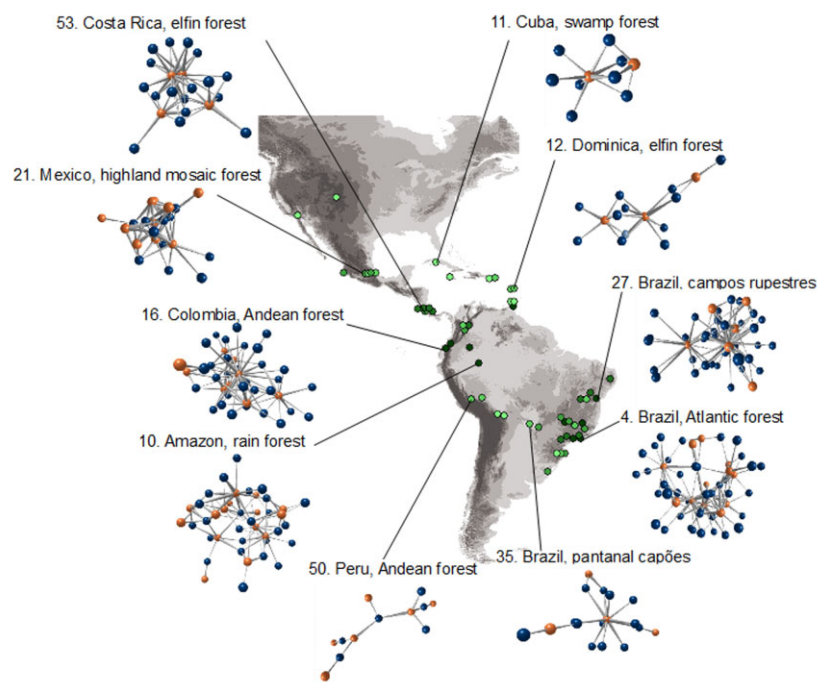 53. Costa Rica, elfin forest
11. Cuba, swamp forest
12. Dominica, elfin forest
21. Mexico, highland mosaic forest
27. Brazil, campos rupestres
16. Colombia, Andean forest
4. Brazil, Atlantic forest
10. Amazon, rain forest
35. Brazil, pantanal capões
50. Peru, Andean forest